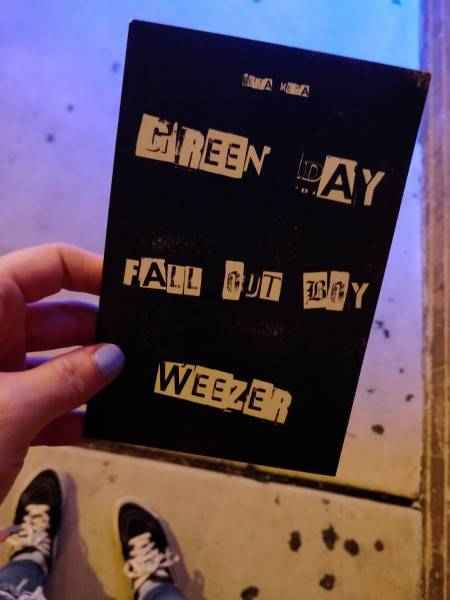 HELLA MEGA
GREEN DAY
FALL OUT BOY
WEEZER